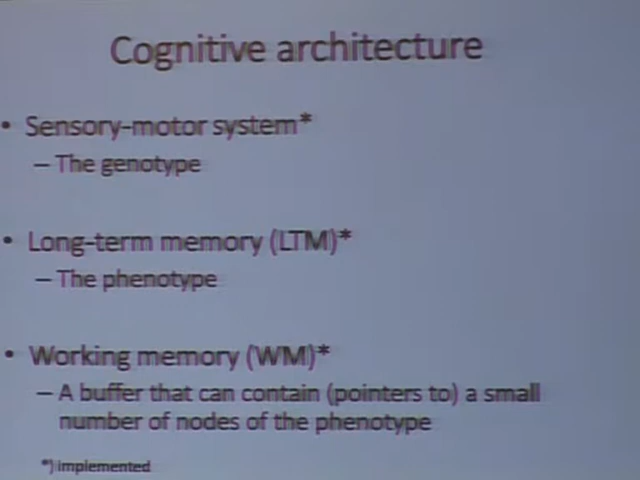 Cognitive architecture
• Sensory-motor system*
– The genotype
• Long-term memory (LTM)*
– The phenotype
• Working memory (WM)*
– A buffer that can contain (pointers to) a small
number of nodes of the phenotype
*) implemented